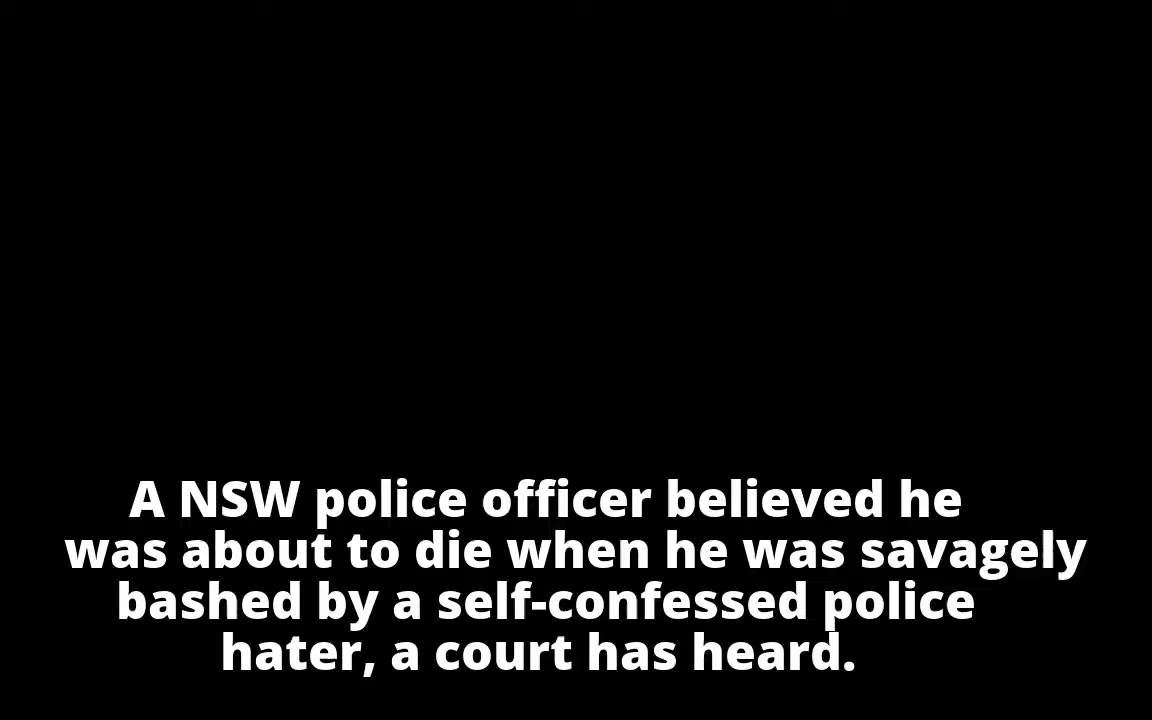 A NSW police officer believed he
was about to die when he was savagely
bashed by a self-confessed police
hater, a court has heard.